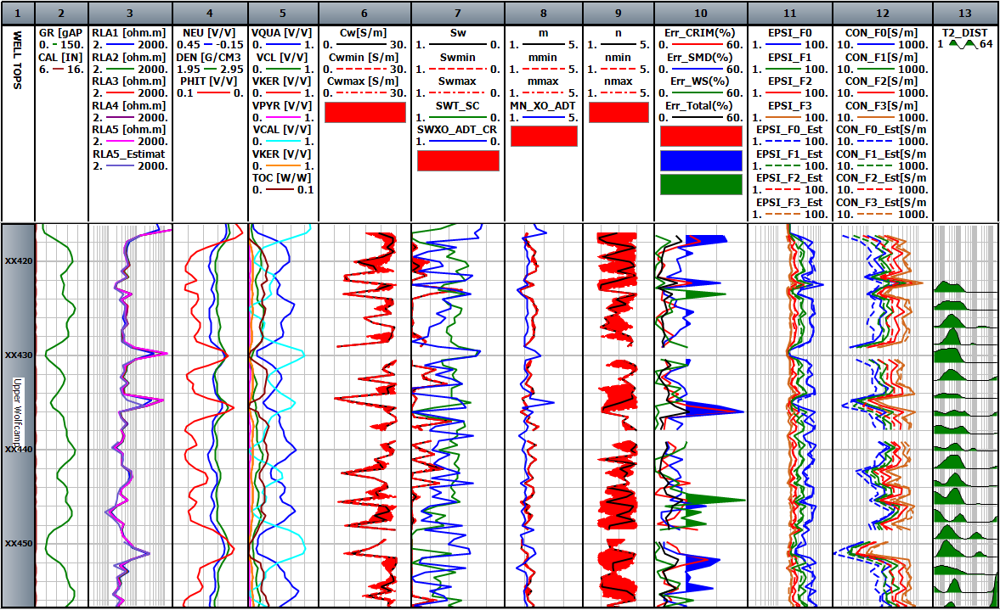 1 2 3 4 5 6 7 8 9 10 11 12 13
WELL TOPS
GR [gAP
0. 150.
CAL [IN]
6. 16.
RLA1 [ohm.m]
2. 2000.
RLA2 [ohm.m]
2. 2000.
RLA3 [ohm.m]
2. 2000.
RLA4 [ohm.m]
2. 2000.
RLA5 [ohm.m]
2. 2000.
RLA5_Estimat
2. 2000.
NEU [V/V]
0.45 -0.15
DEN [G/CM3
1.95 2.95
PHIT [V/V]
0.1 0.
VQUA [V/V]
0. 1.
VCL [V/V]
0. 1.
VKER [V/V]
0. 1.
VPYR [V/V]
0. 1.
VCAL [V/V]
0. 1.
VKER [V/V]
0. 1.
TOC [W/W]
0. 0.1
Cw[S/m]
0. 30.
Cwmin [S/m]
0. 30.
Cwmax [S/m]
0. 30.
Sw
1. 0.
Swmin
1. 0.
Swmax
1. 0.
SWT_SC
1. 0.
SWXO_ADT_CR
1. 0.
m
1. 5.
mmin
1. 5.
mmax
1. 5.
MN_XO_ADT
1. 5.
n
1. 5.
nmin
1. 5.
nmax
1. 5.
Err_CRIM(%)
0. 60.
Err_SMD(%)
0. 60.
Err_WS(%)
0. 60.
Err_Total(%)
0. 60.
EPSI_F0
1. 100.
EPSI_F1
1. 100.
EPSI_F2
1. 100.
EPSI_F3
1. 100.
EPSI_F0_Est
1. 100.
EPSI_F1_Est
1. 100.
EPSI_F2_Est
1. 100.
EPSI_F3_Est
1. 100.
CON_F0[S/m]
10. 1000.
CON_F1[S/m]
10. 1000.
CON_F2[S/m]
10. 1000.
CON_F3[S/m]
10. 1000.
CON_F0_Est[S/m
10. 1000.
CON_F1_Est[S/m
10. 1000.
CON_F2_Est[S/m
10. 1000.
CON_F3_Est[S/m
10. 1000.
T2_DIST
1 64
XX420
XX430
Upper Wolfcamp
XX440
XX450